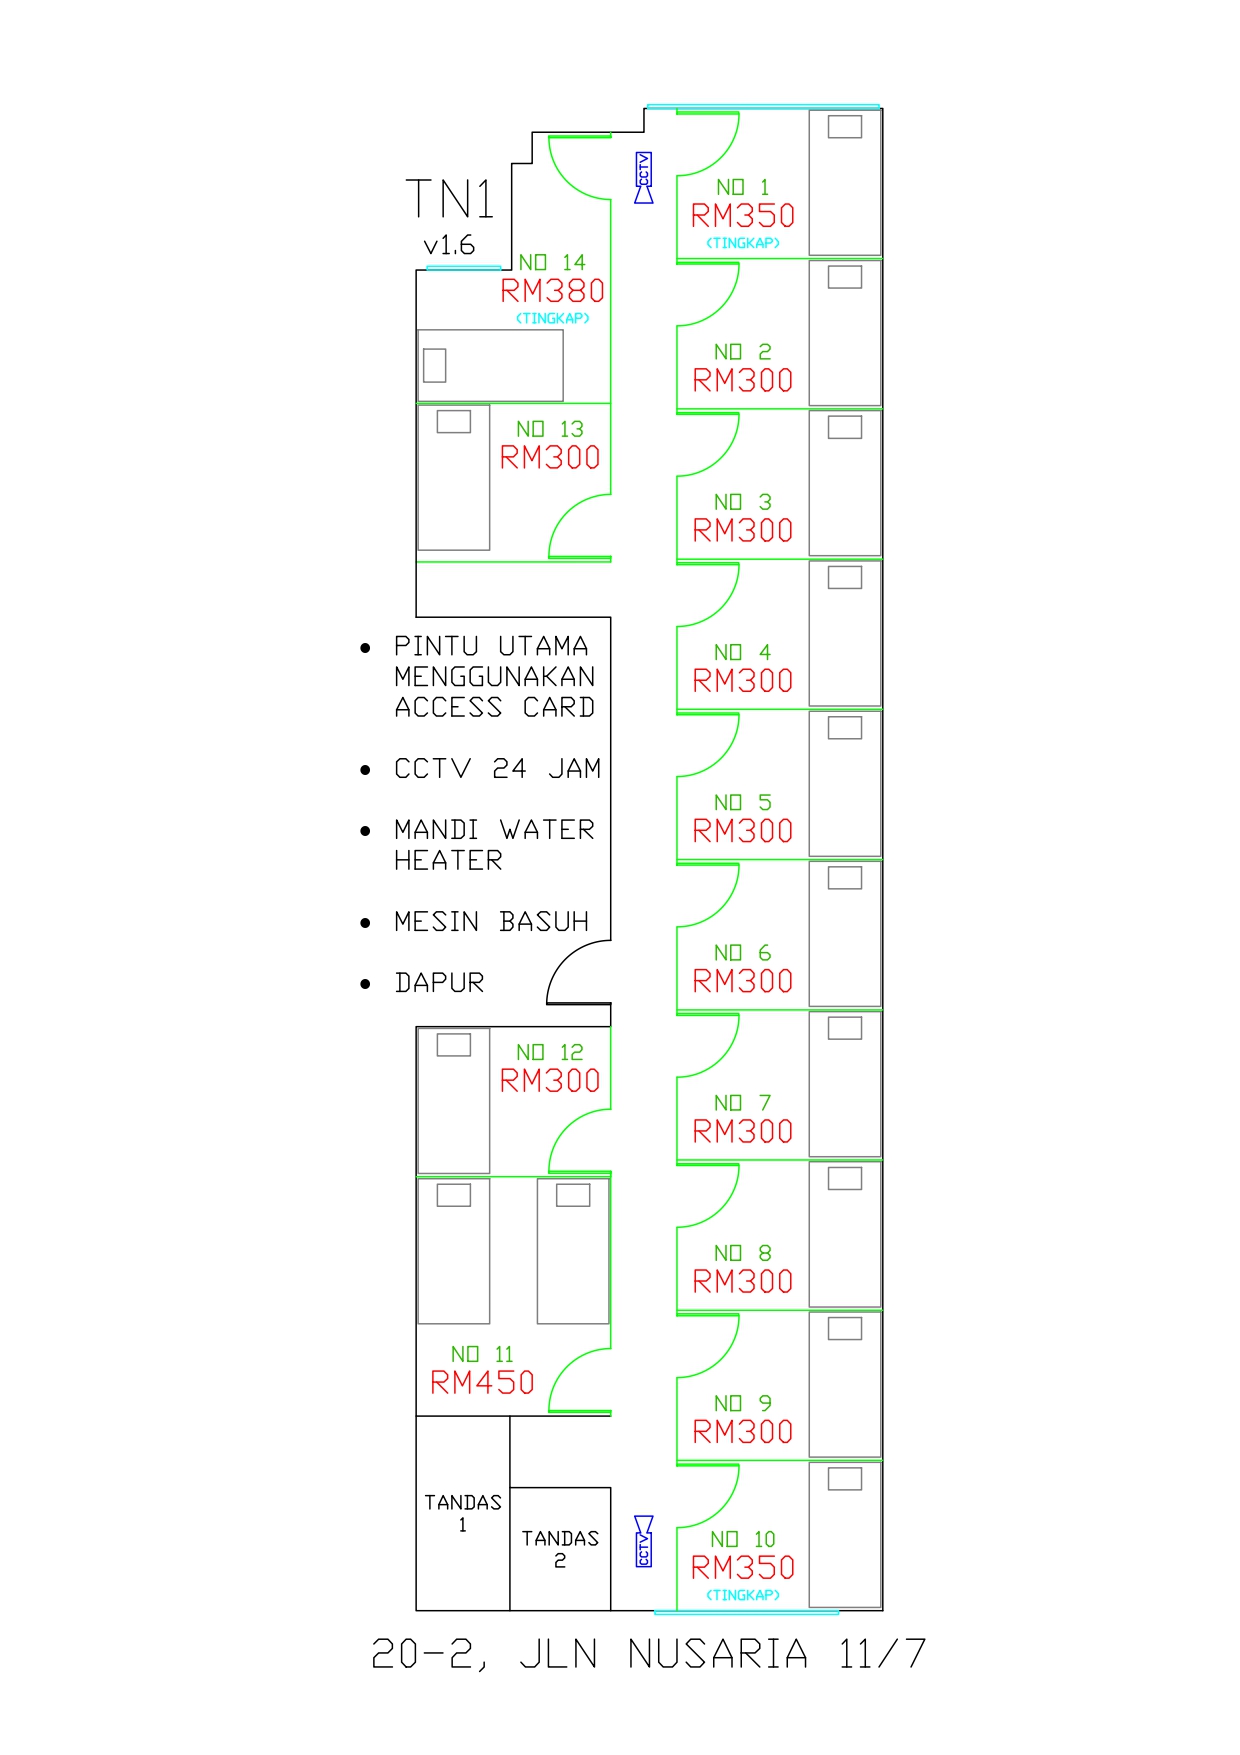 TN1
v1.6
NO 14
RM380
(TINGKAP)
NO 13
RM300
CCTV
NO 1
RM350
(TINGKAP)
NO 2
RM300
NO 3
RM300
NO 4
RM300
NO 5
RM300
NO 6
RM300
NO 7
RM300
NO 8
RM300
NO 9
RM300
NO 10
RM350
(TINGKAP)
• PINTU UTAMA
MENGGUNAKAN
ACCESS CARD
• CCTV 24 JAM
• MANDI WATER
HEATER
• MESIN BASUH
• DAPUR
NO 12
RM300
NO 11
RM450
TANDAS
1
TANDAS
2
CCTV
20-2, JLN NUSARIA 11/7